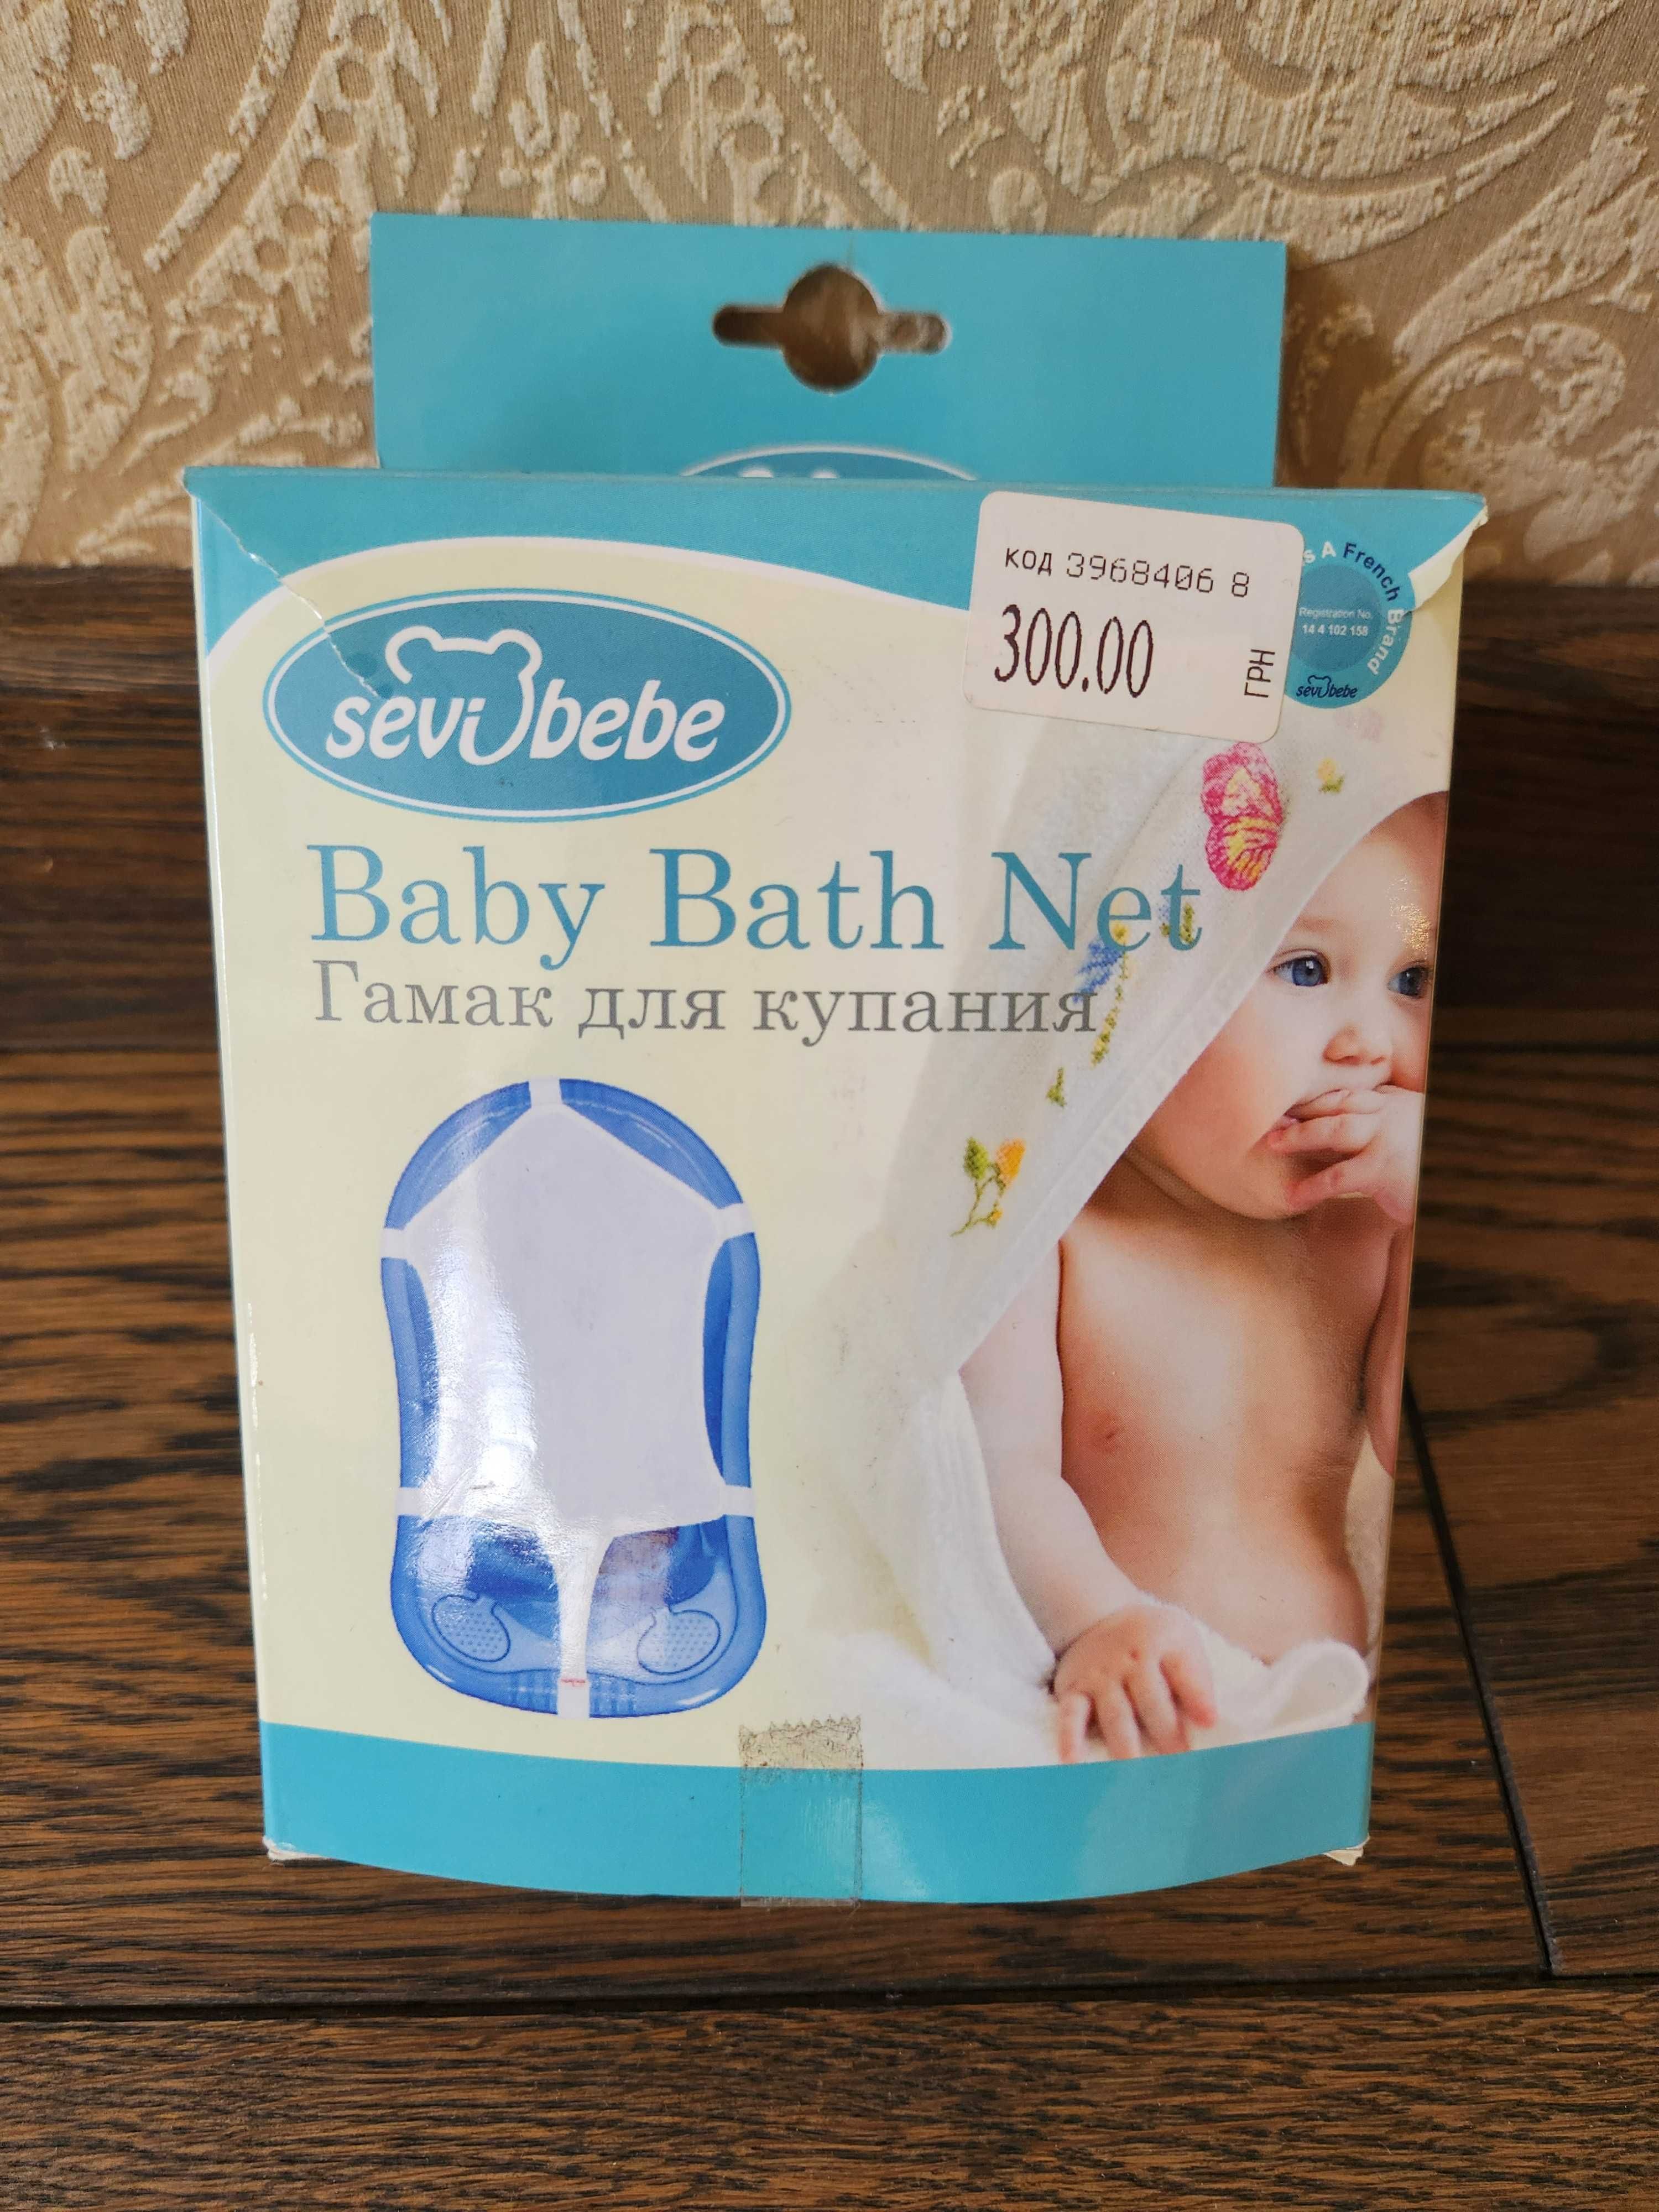 код 3968406 8
300.00
ГРН
s A French Brand
Registration No.
14 4 102 158
sevibebe
sevibebe
Baby Bath Net
Гамак для купания